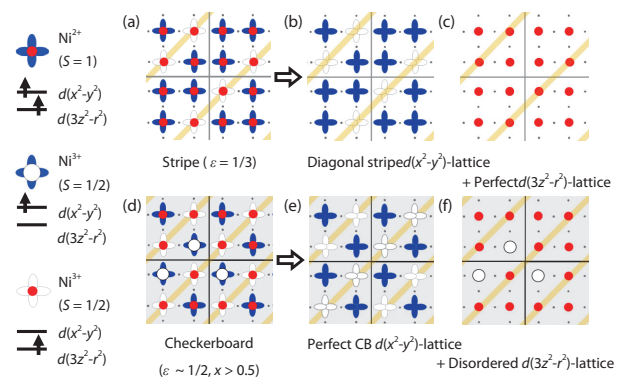 (a)
(b)
(c)
Ni2+
(S = 1)
d(x2-y2)
d(3z2-r2)
Stripe ( ε = 1/3)
Diagonal stripedd(x2-y2)-lattice
+ Perfectd(3z2-r2)-lattice
Ni3+
(S = 1/2)
d(x2-y2)
d(3z2-r2)
(d)
(e)
(f)
Ni3+
(S = 1/2)
d(x2-y2)
d(3z2-r2)
Checkerboard
(ε ~ 1/2, x > 0.5)
Perfect CB d(x2-y2)-lattice
+ Disordered d(3z2-r2)-lattice